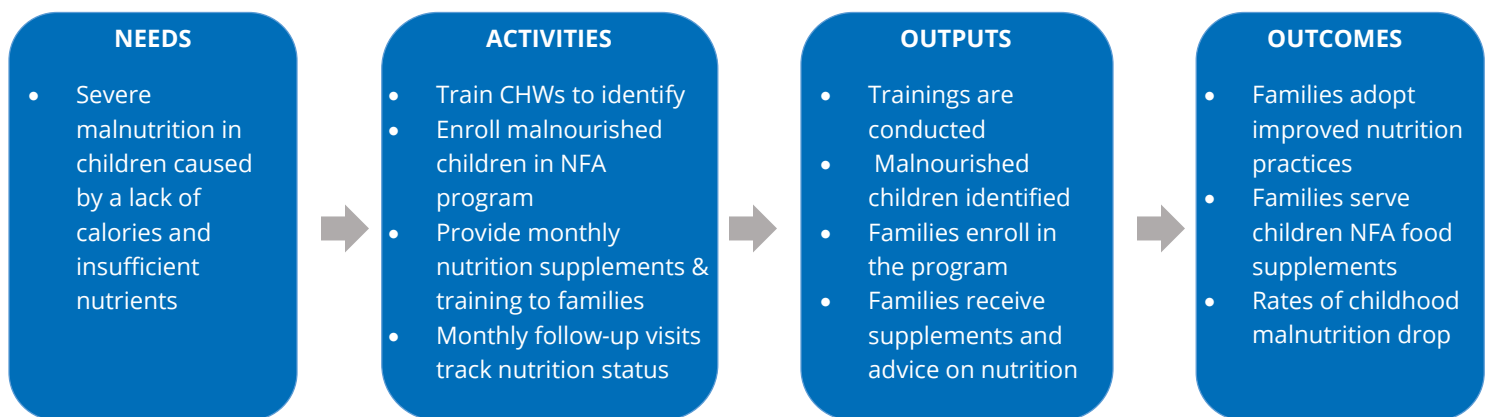 NEEDS
• Severe
malnutrition in
children caused
by a lack of
calories and
insufficient
nutrients
ACTIVITIES
• Train CHWs to identify
• Enroll malnourished
children in NFA
program
• Provide monthly
nutrition supplements &
training to families
• Monthly follow-up visits
track nutrition status
OUTPUTS
• Trainings are
conducted
• Malnourished
children identified
• Families enroll in
the program
• Families receive
supplements and
advice on nutrition
OUTCOMES
• Families adopt
improved nutrition
practices
• Families serve
children NFA food
supplements
• Rates of childhood
malnutrition drop